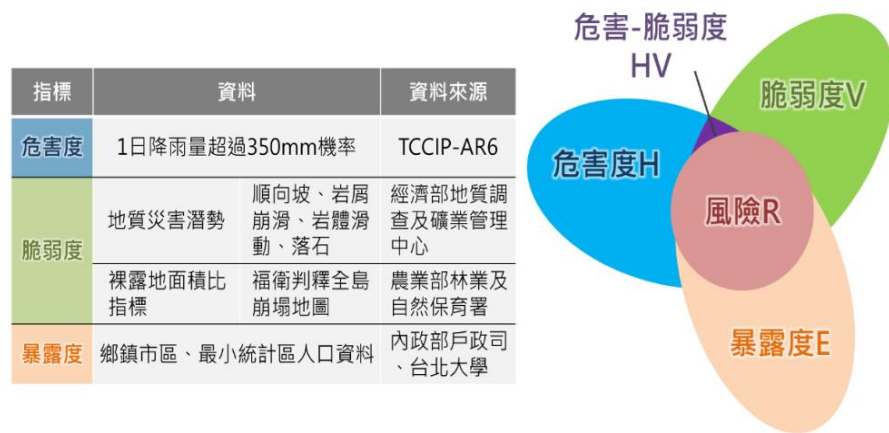 指標 資料 資料來源
危害度 1日降雨量超過350mm機率 TCCIP-AR6
脆弱度
地質災害潛勢
順向坡、岩屑
崩滑、岩體滑
動、落石
經濟部地質調
查及礦業管理
中心
裸露地面積比
指標
福衛判釋全島
崩塌地圖
農業部林業及
自然保育署
暴露度 鄉鎮市區、最小統計區人口資料
內政部戶政司
、台北大學
危害-脆弱度
HV
脆弱度V
危害度H
風險R
暴露度E